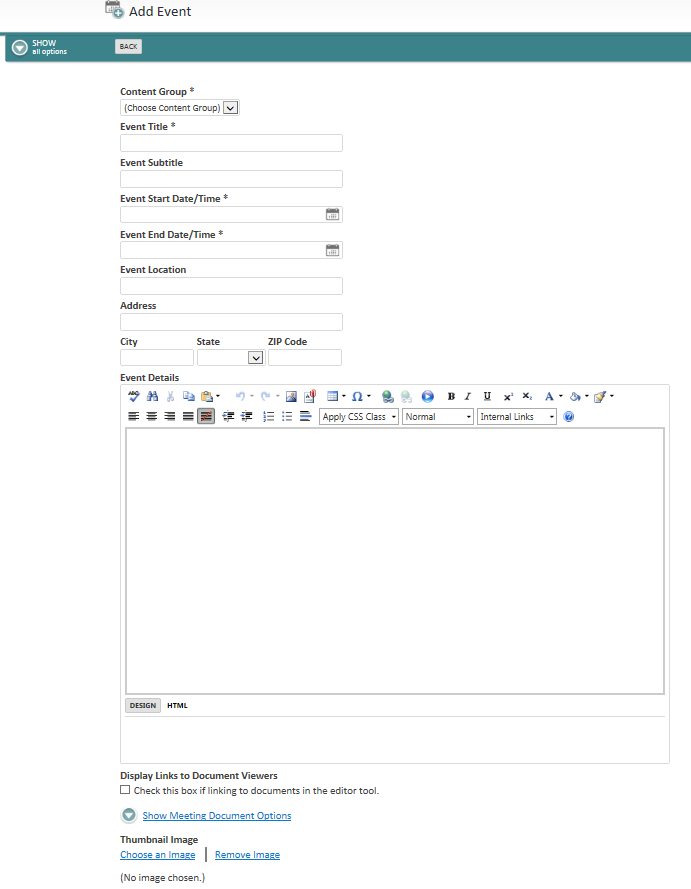 Add Event
SHOW
all options
BACK
Content Group *
(Choose Content Group)
Event Title *
Event Subtitle
Event Start Date/Time *
Event End Date/Time *
Event Location
Address
City State ZIP Code
Event Details
ABC
B I U x² x₂ A
Apply CSS Class Normal Internal Links
DESIGN HTML
Display Links to Document Viewers
Check this box if linking to documents in the editor tool.
Show Meeting Document Options
Thumbnail Image
Choose an Image | Remove Image
(No image chosen.)